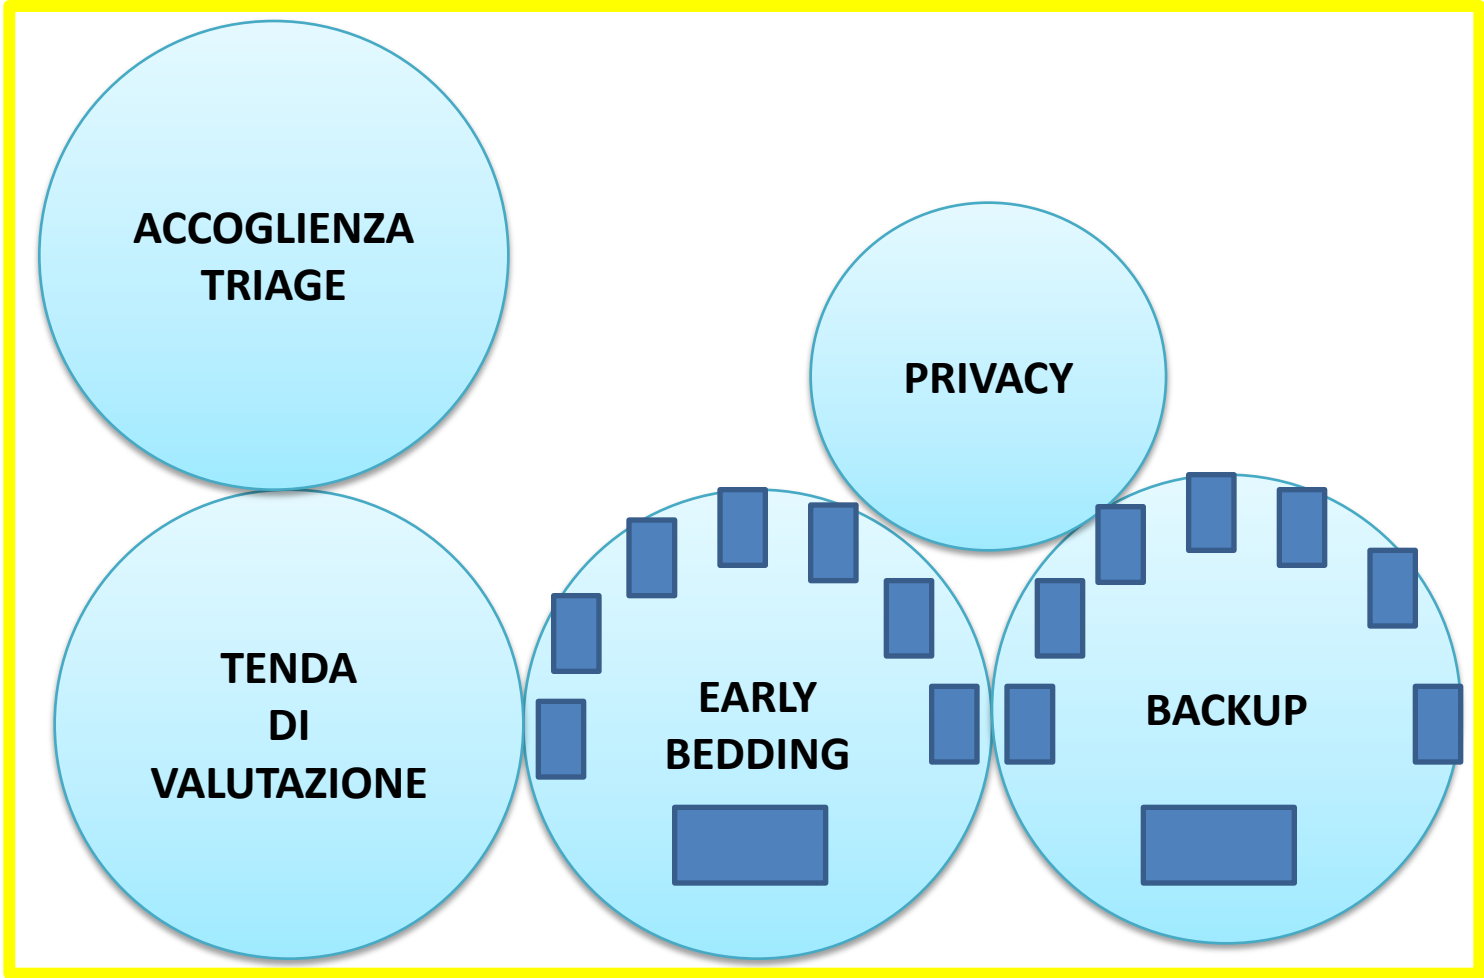 ACCOGLIENZA
TRIAGE
PRIVACY
TENDA
DI
VALUTAZIONE
EARLY
BEDDING
BACKUP